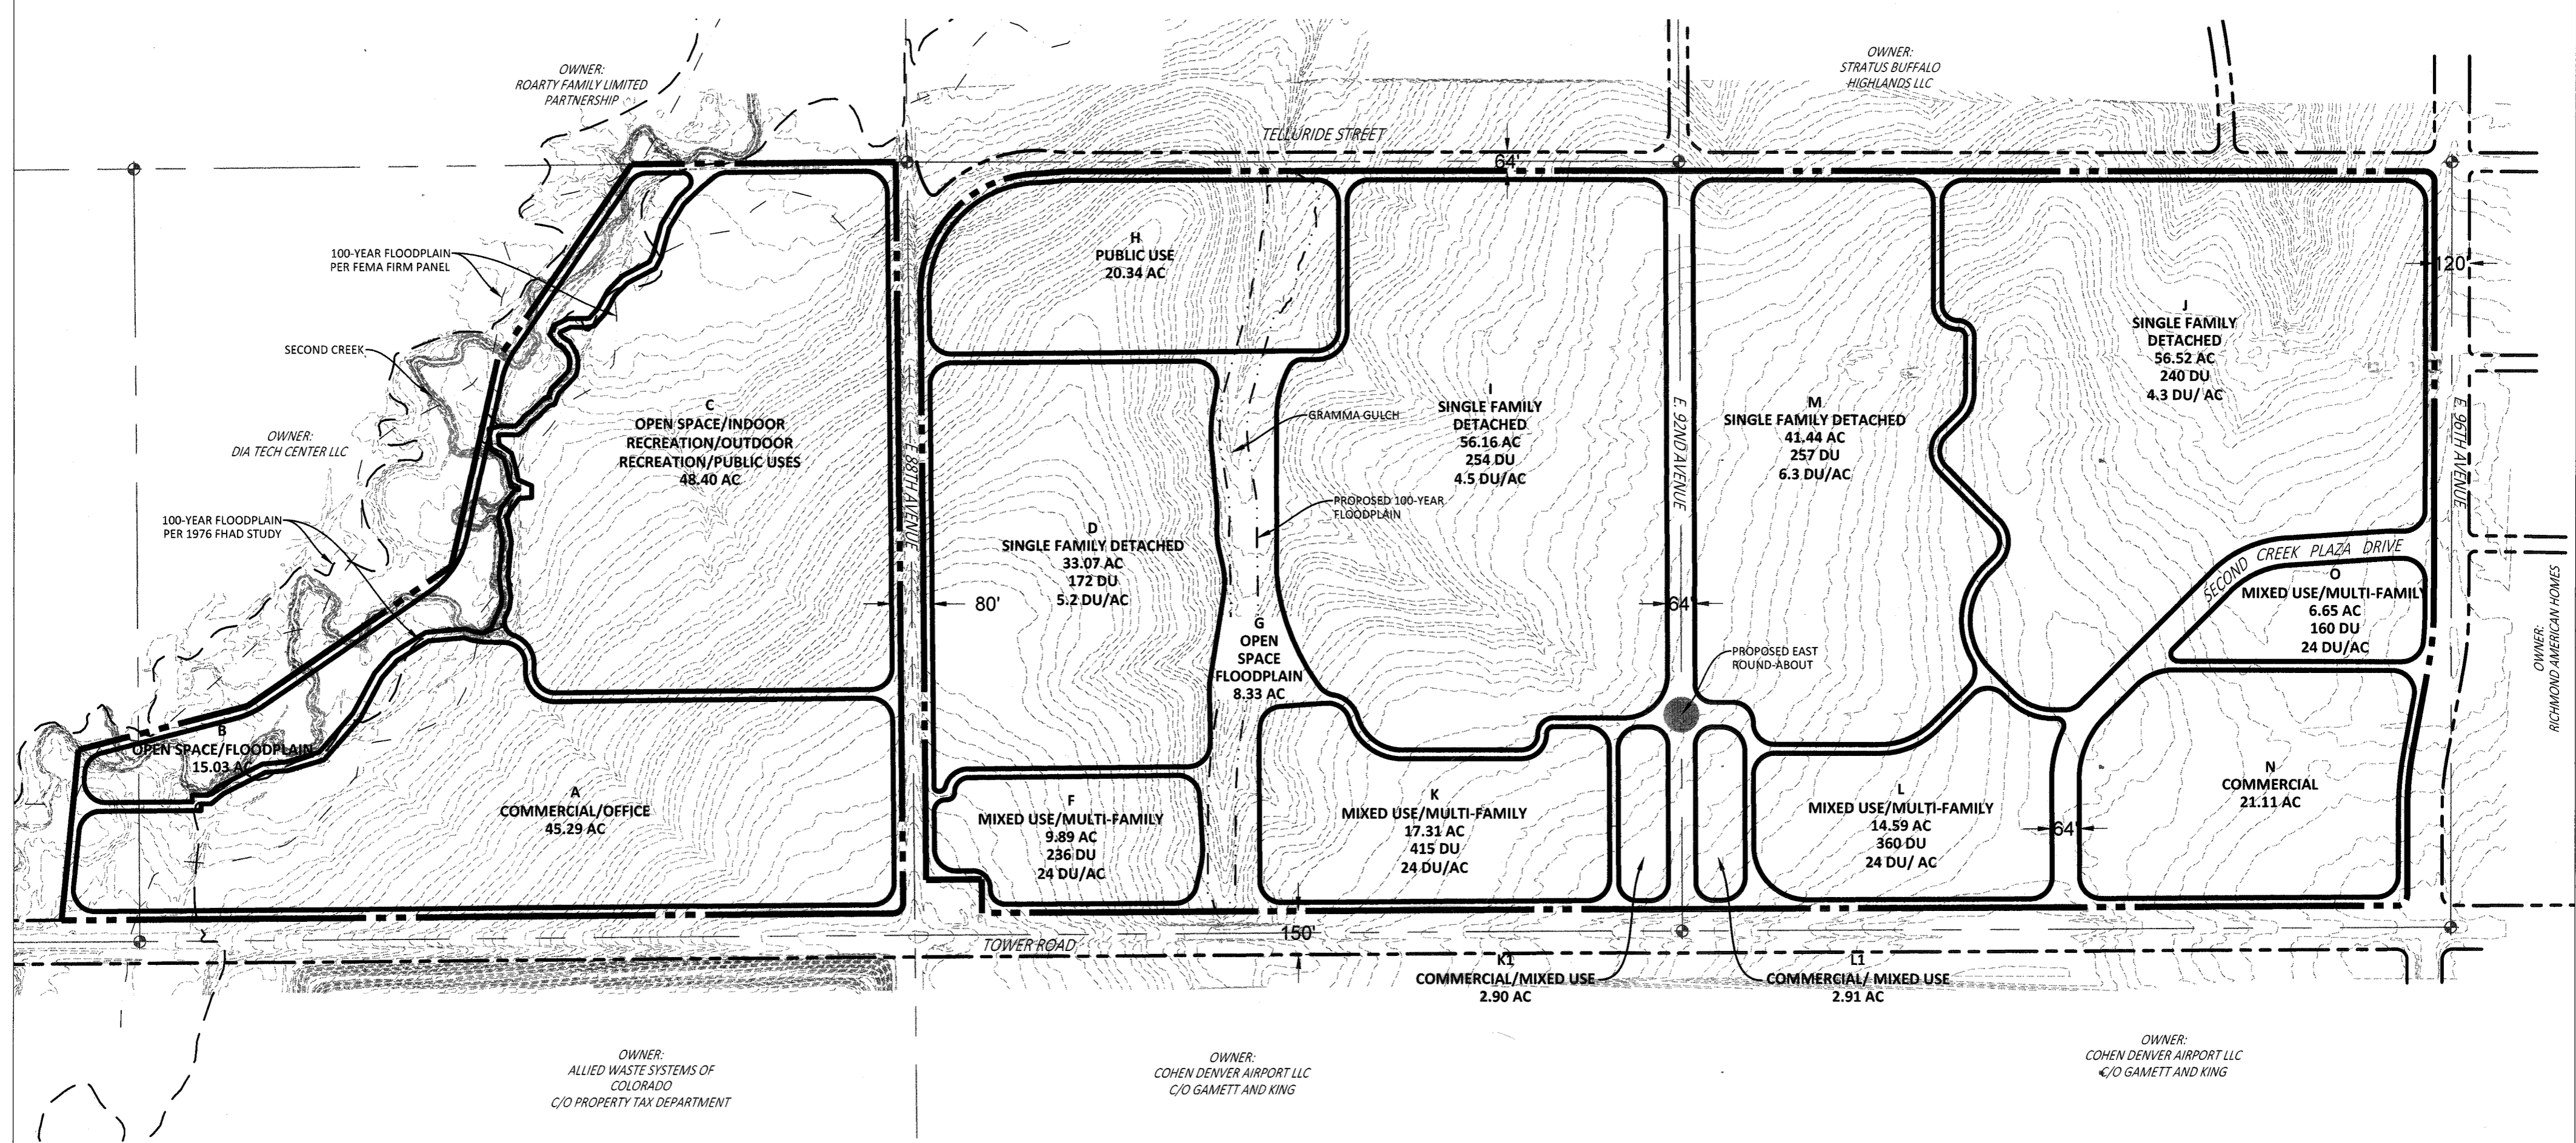 OWNER:
ROARTY FAMILY LIMITED
PARTNERSHIP
OWNER:
STRATUS BUFFALO
HIGHLANDS LLC
TELLURIDE STREET
64'
100-YEAR FLOODPLAIN
PER FEMA FIRM PANEL
SECOND CREEK
OWNER:
DIA TECH CENTER LLC
100-YEAR FLOODPLAIN
PER 1976 FHAD STUDY
C
OPEN SPACE/INDOOR
RECREATION/OUTDOOR
RECREATION/PUBLIC USES
48.40 AC
E 88TH AVENUE
80'
H
PUBLIC USE
20.34 AC
D
SINGLE FAMILY DETACHED
33.07 AC
172 DU
5.2 DU/AC
GRAMMA GULCH
PROPOSED 100-YEAR
FLOODPLAIN
G
OPEN
SPACE
FLOODPLAIN
8.33 AC
I
SINGLE FAMILY
DETACHED
56.16 AC
254 DU
4.5 DU/AC
E. 92ND AVENUE
64'
PROPOSED EAST
ROUND-ABOUT
M
SINGLE FAMILY DETACHED
41.44 AC
257 DU
6.3 DU/AC
J
SINGLE FAMILY
DETACHED
56.52 AC
240 DU
4.3 DU/ AC
120'
E 96TH AVENUE
SECOND CREEK PLAZA DRIVE
O
MIXED USE/MULTI-FAMILY
6.65 AC
160 DU
24 DU/AC
OWNER:
RICHMOND AMERICAN HOMES
B
OPEN SPACE/FLOODPLAIN
15.03 AC
A
COMMERCIAL/OFFICE
45.29 AC
F
MIXED USE/MULTI-FAMILY
9.89 AC
236 DU
24 DU/AC
K
MIXED USE/MULTI-FAMILY
17.31 AC
415 DU
24 DU/AC
L
MIXED USE/MULTI-FAMILY
14.59 AC
360 DU
24 DU/ AC
64'
N
COMMERCIAL
21.11 AC
TOWER ROAD
150'
K1
COMMERCIAL/MIXED USE
2.90 AC
L1
COMMERCIAL/ MIXED USE
2.91 AC
OWNER:
ALLIED WASTE SYSTEMS OF
COLORADO
C/O PROPERTY TAX DEPARTMENT
OWNER:
COHEN DENVER AIRPORT LLC
C/O GAMETT AND KING
OWNER:
COHEN DENVER AIRPORT LLC
C/O GAMETT AND KING